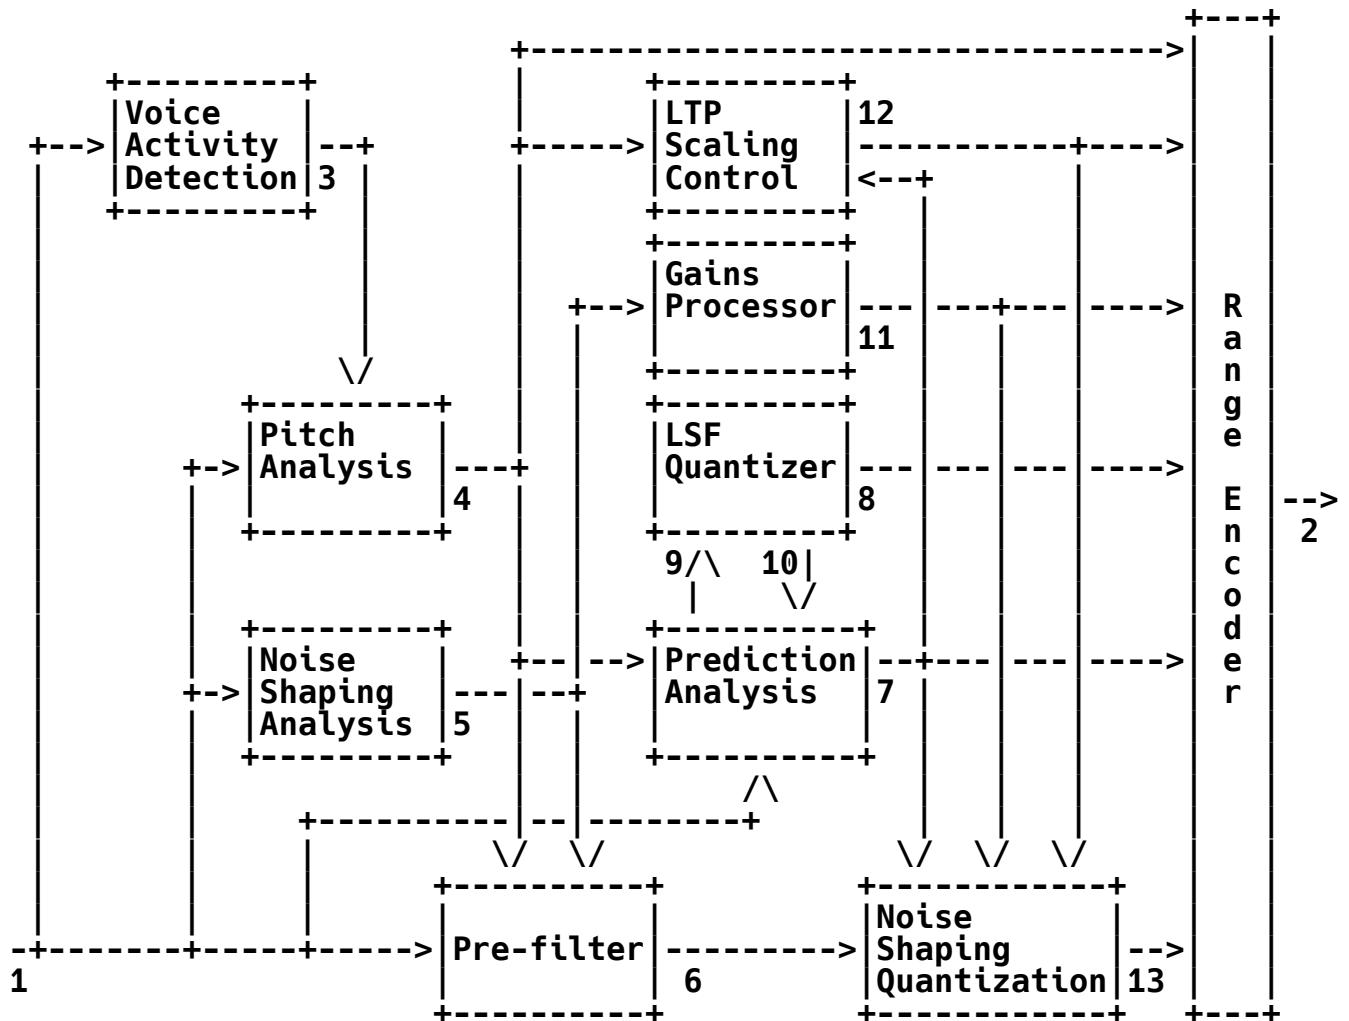 Voice
Activity
Detection
3
LTP
Scaling
Control
12
Gains
Processor
11
Pitch
Analysis
4
LSF
Quantizer
8
9
10
Noise
Shaping
Analysis
5
Prediction
Analysis
7
Pre-filter
6
Noise
Shaping
Quantization
13
1
Range Encoder
2